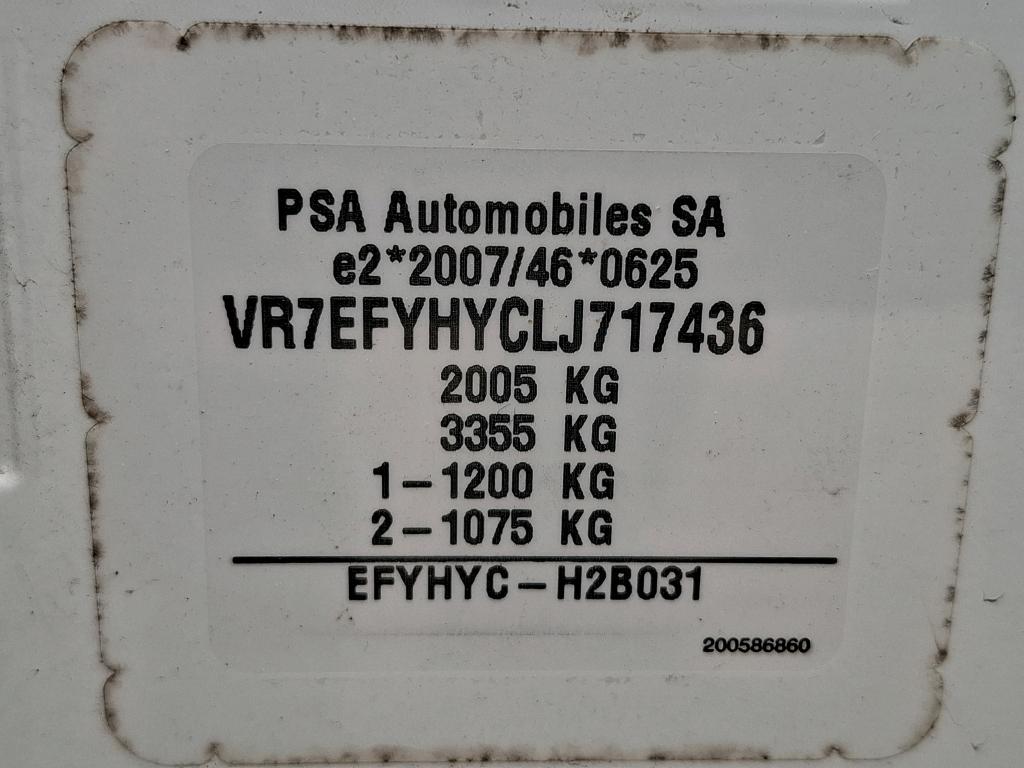 PSA Automobiles SA
e2*2007/46*0625
VR7EFYHYCLJ717436
2005 KG
3355 KG
1-1200 KG
2-1075 KG
EFYHYC-H2B031
200586860